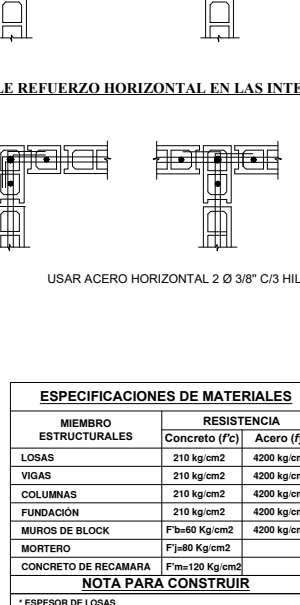 LE REFUERZO HORIZONTAL EN LAS INTE
USAR ACERO HORIZONTAL 2 Ø 3/8" C/3 HIL
ESPECIFICACIONES DE MATERIALES
MIEMBRO ESTRUCTURALES RESISTENCIA
Concreto (f'c) Acero (f
LOSAS 210 kg/cm2 4200 kg/cm
VIGAS 210 kg/cm2 4200 kg/cm
COLUMNAS 210 kg/cm2 4200 kg/cm
FUNDACIÓN 210 kg/cm2 4200 kg/cm
MUROS DE BLOCK F'b=60 Kg/cm2 4200 kg/cm
MORTERO F'j=80 Kg/cm2
CONCRETO DE RECAMARA F'm=120 Kg/cm2
NOTA PARA CONSTRUIR
* ESPESOR DE LOSAS